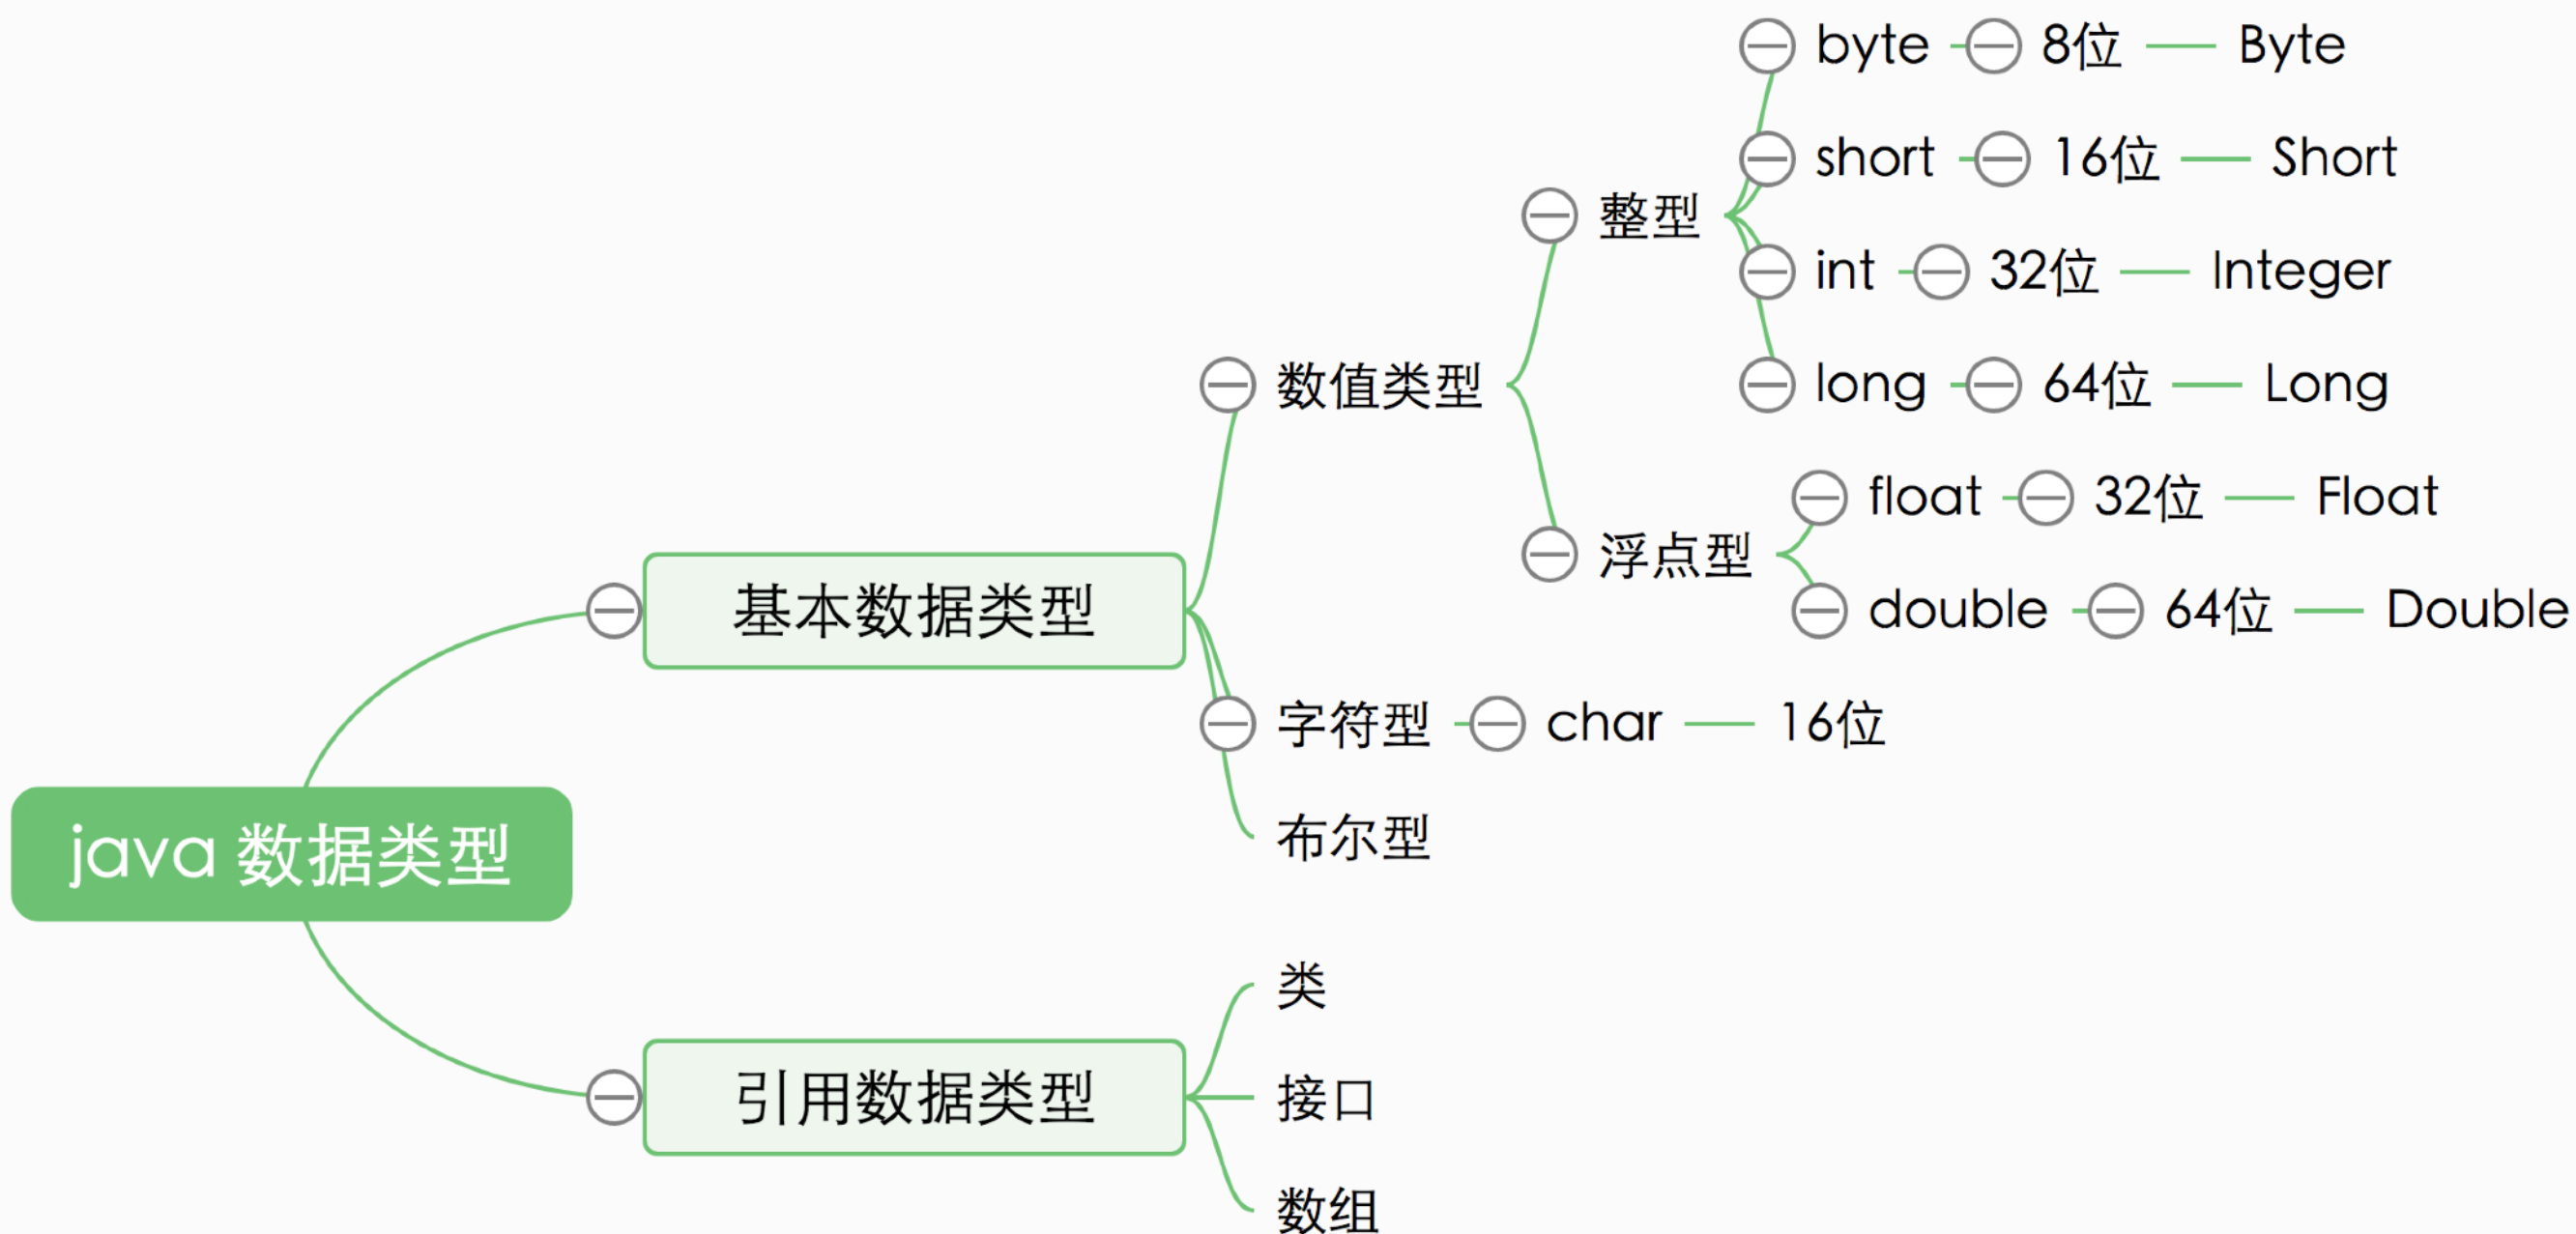 java 数据类型
基本数据类型
数值类型
整型
byte 8位 Byte
short 16位 Short
int 32位 Integer
long 64位 Long
浮点型
float 32位 Float
double 64位 Double
字符型 char 16位
布尔型
引用数据类型
类
接口
数组